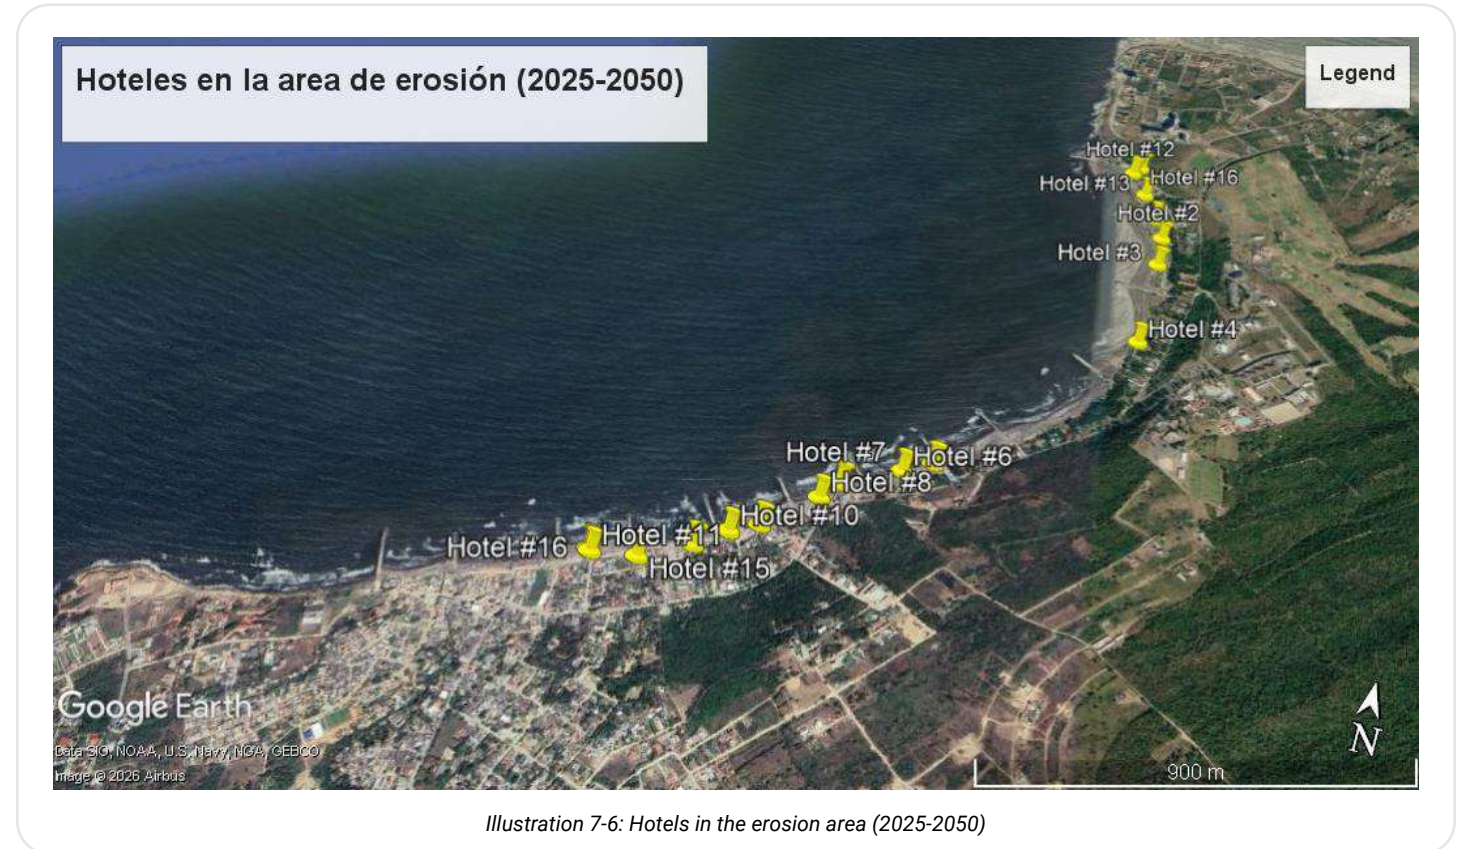 Hoteles en la area de erosión (2025-2050)
Legend
Hotel #12
Hotel #13
Hotel #16
Hotel #2
Hotel #3
Hotel #4
Hotel #7
Hotel #6
Hotel #8
Hotel #10
Hotel #11
Hotel #16
Hotel #15
Google Earth
Data SIO, NOAA, U.S. Navy, NGA, GEBCO
Image © 2026 Airbus
N
900 m
Illustration 7-6: Hotels in the erosion area (2025-2050)